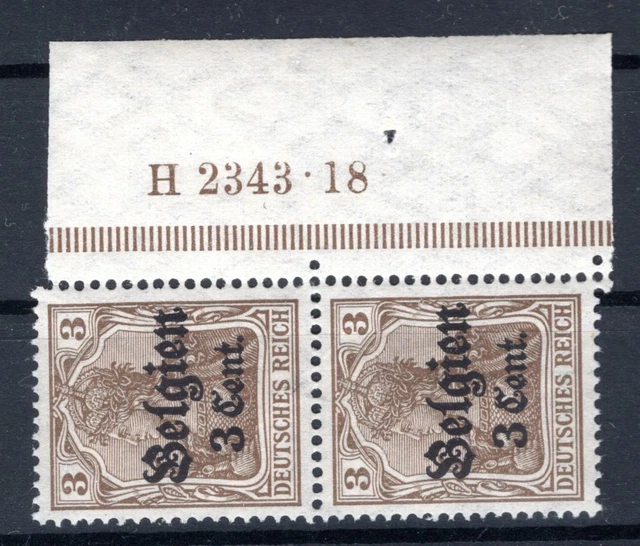 H 2343·18
3 3
DEUTSCHES REICH
Belgien
3 Cent.
3 3
DEUTSCHES REICH
Belgien
3 Cent.